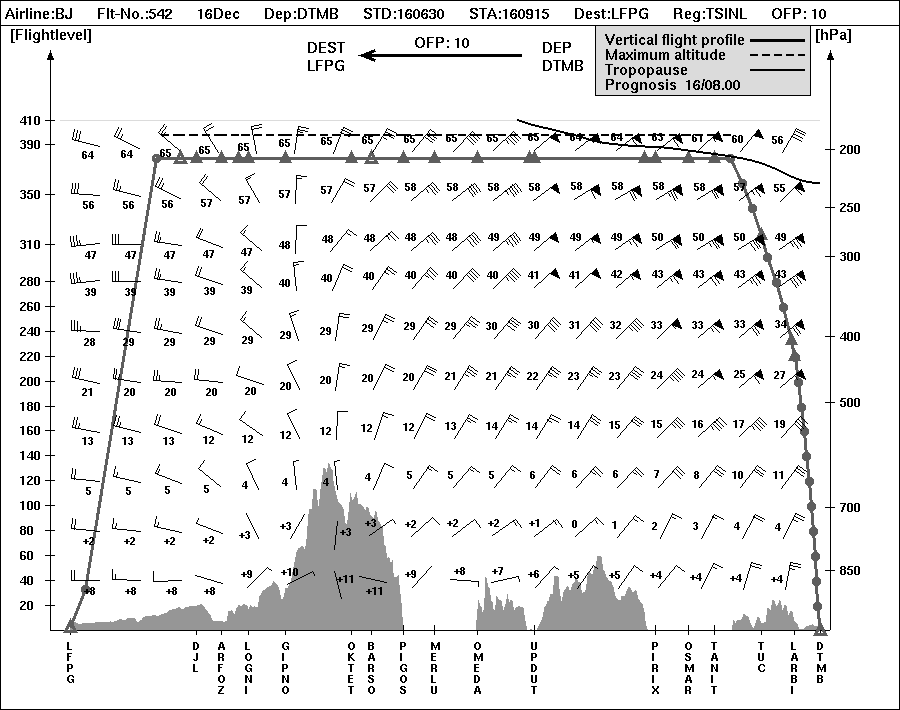 Airline:BJ Flt-No.:542 16Dec Dep:DTMB STD:160630 STA:160915 Dest:LFPG Reg:TSINL OFP: 10
[Flightlevel] [hPa]
DEST OFP: 10 DEP
LFPG DTMB
Vertical flight profile
Maximum altitude
Tropopause
Prognosis 16/08.00
410
390 64 64 65 65 65 65 65 65 65 65 65 65 64 64 63 61 60 56 200
350 56 56 56 57 57 57 57 57 58 58 58 58 58 58 58 58 57 55 250
310 47 47 47 47 47 48 48 48 48 48 49 49 49 49 50 50 50 49 300
280 39 39 39 39 39 40 40 40 40 40 40 41 41 42 43 43 43 43
260
240 28 29 29 29 29 29 29 29 29 29 30 30 31 32 33 33 33 34 400
220
200 21 20 20 20 20 20 20 20 20 21 21 22 23 23 24 24 25 27
180 500
160 13 13 13 12 12 12 12 12 12 13 14 14 14 15 15 16 17 19
140
120 5 5 5 5 4 4 4 4 5 5 5 6 6 6 7 8 10 11
100 700
80 +2 +2 +2 +2 +3 +3 +3 +3 +2 +2 +2 +1 0 1 2 3 4 4
60
40 +8 +8 +8 +8 +9 +10 +11 +11 +9 +8 +7 +6 +5 +5 +4 +4 +4 +4 850
20
LFPG DJL ARFOZ LOGNI GIPNO OKTET BARSO PIGOS MERLU OMEDA UPDUT PIRIX OSMAR TANIT TUC LARBI DTMB